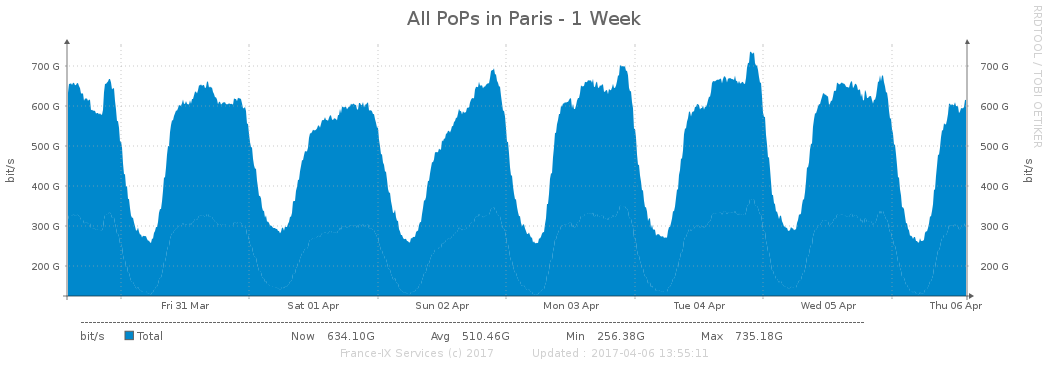 All PoPs in Paris - 1 Week
RRDTOOL / TOBI OETIKER
bit/s
700 G
600 G
500 G
400 G
300 G
200 G
700 G
600 G
500 G
400 G
300 G
200 G
bit/s
Fri 31 Mar Sat 01 Apr Sun 02 Apr Mon 03 Apr Tue 04 Apr Wed 05 Apr Thu 06 Apr
bit/s Total Now 634.10G Avg 510.46G Min 256.38G Max 735.18G
France-IX Services (c) 2017 Updated : 2017-04-06 13:55:11